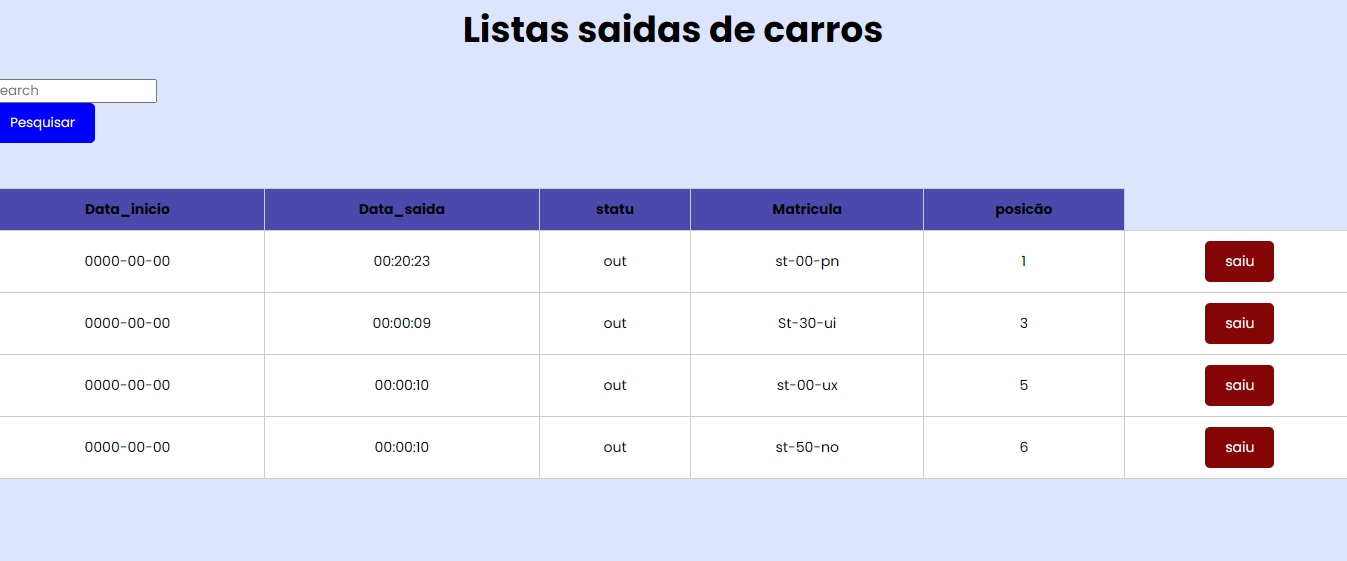 Listas saidas de carros
earch
Pesquisar
Data_inicio Data_saida statu Matricula posicão
0000-00-00 00:20:23 out st-00-pn 1 saiu
0000-00-00 00:00:09 out St-30-ui 3 saiu
0000-00-00 00:00:10 out st-00-ux 5 saiu
0000-00-00 00:00:10 out st-50-no 6 saiu